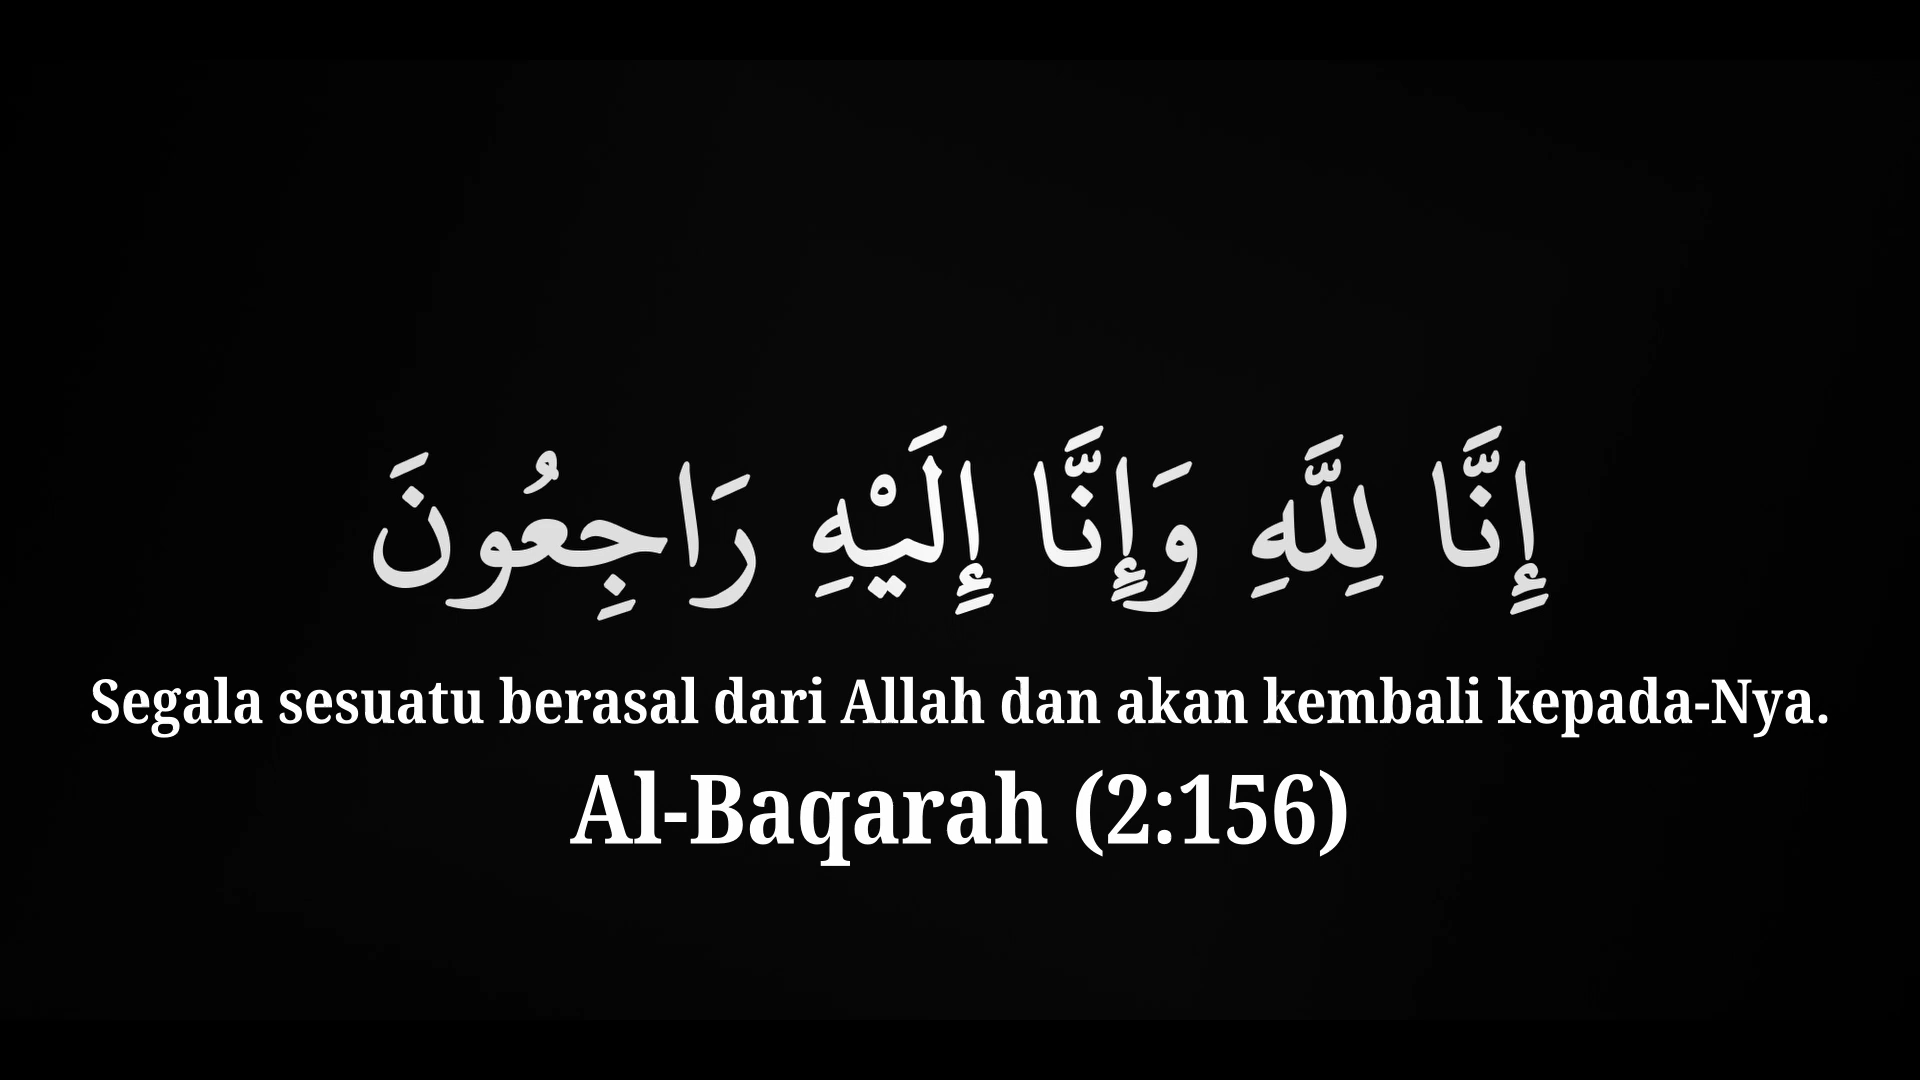 إِنَّا لِلَّهِ وَإِنَّا إِلَيْهِ رَاجِعُونَ
Segala sesuatu berasal dari Allah dan akan kembali kepada-Nya.
Al-Baqarah (2:156)